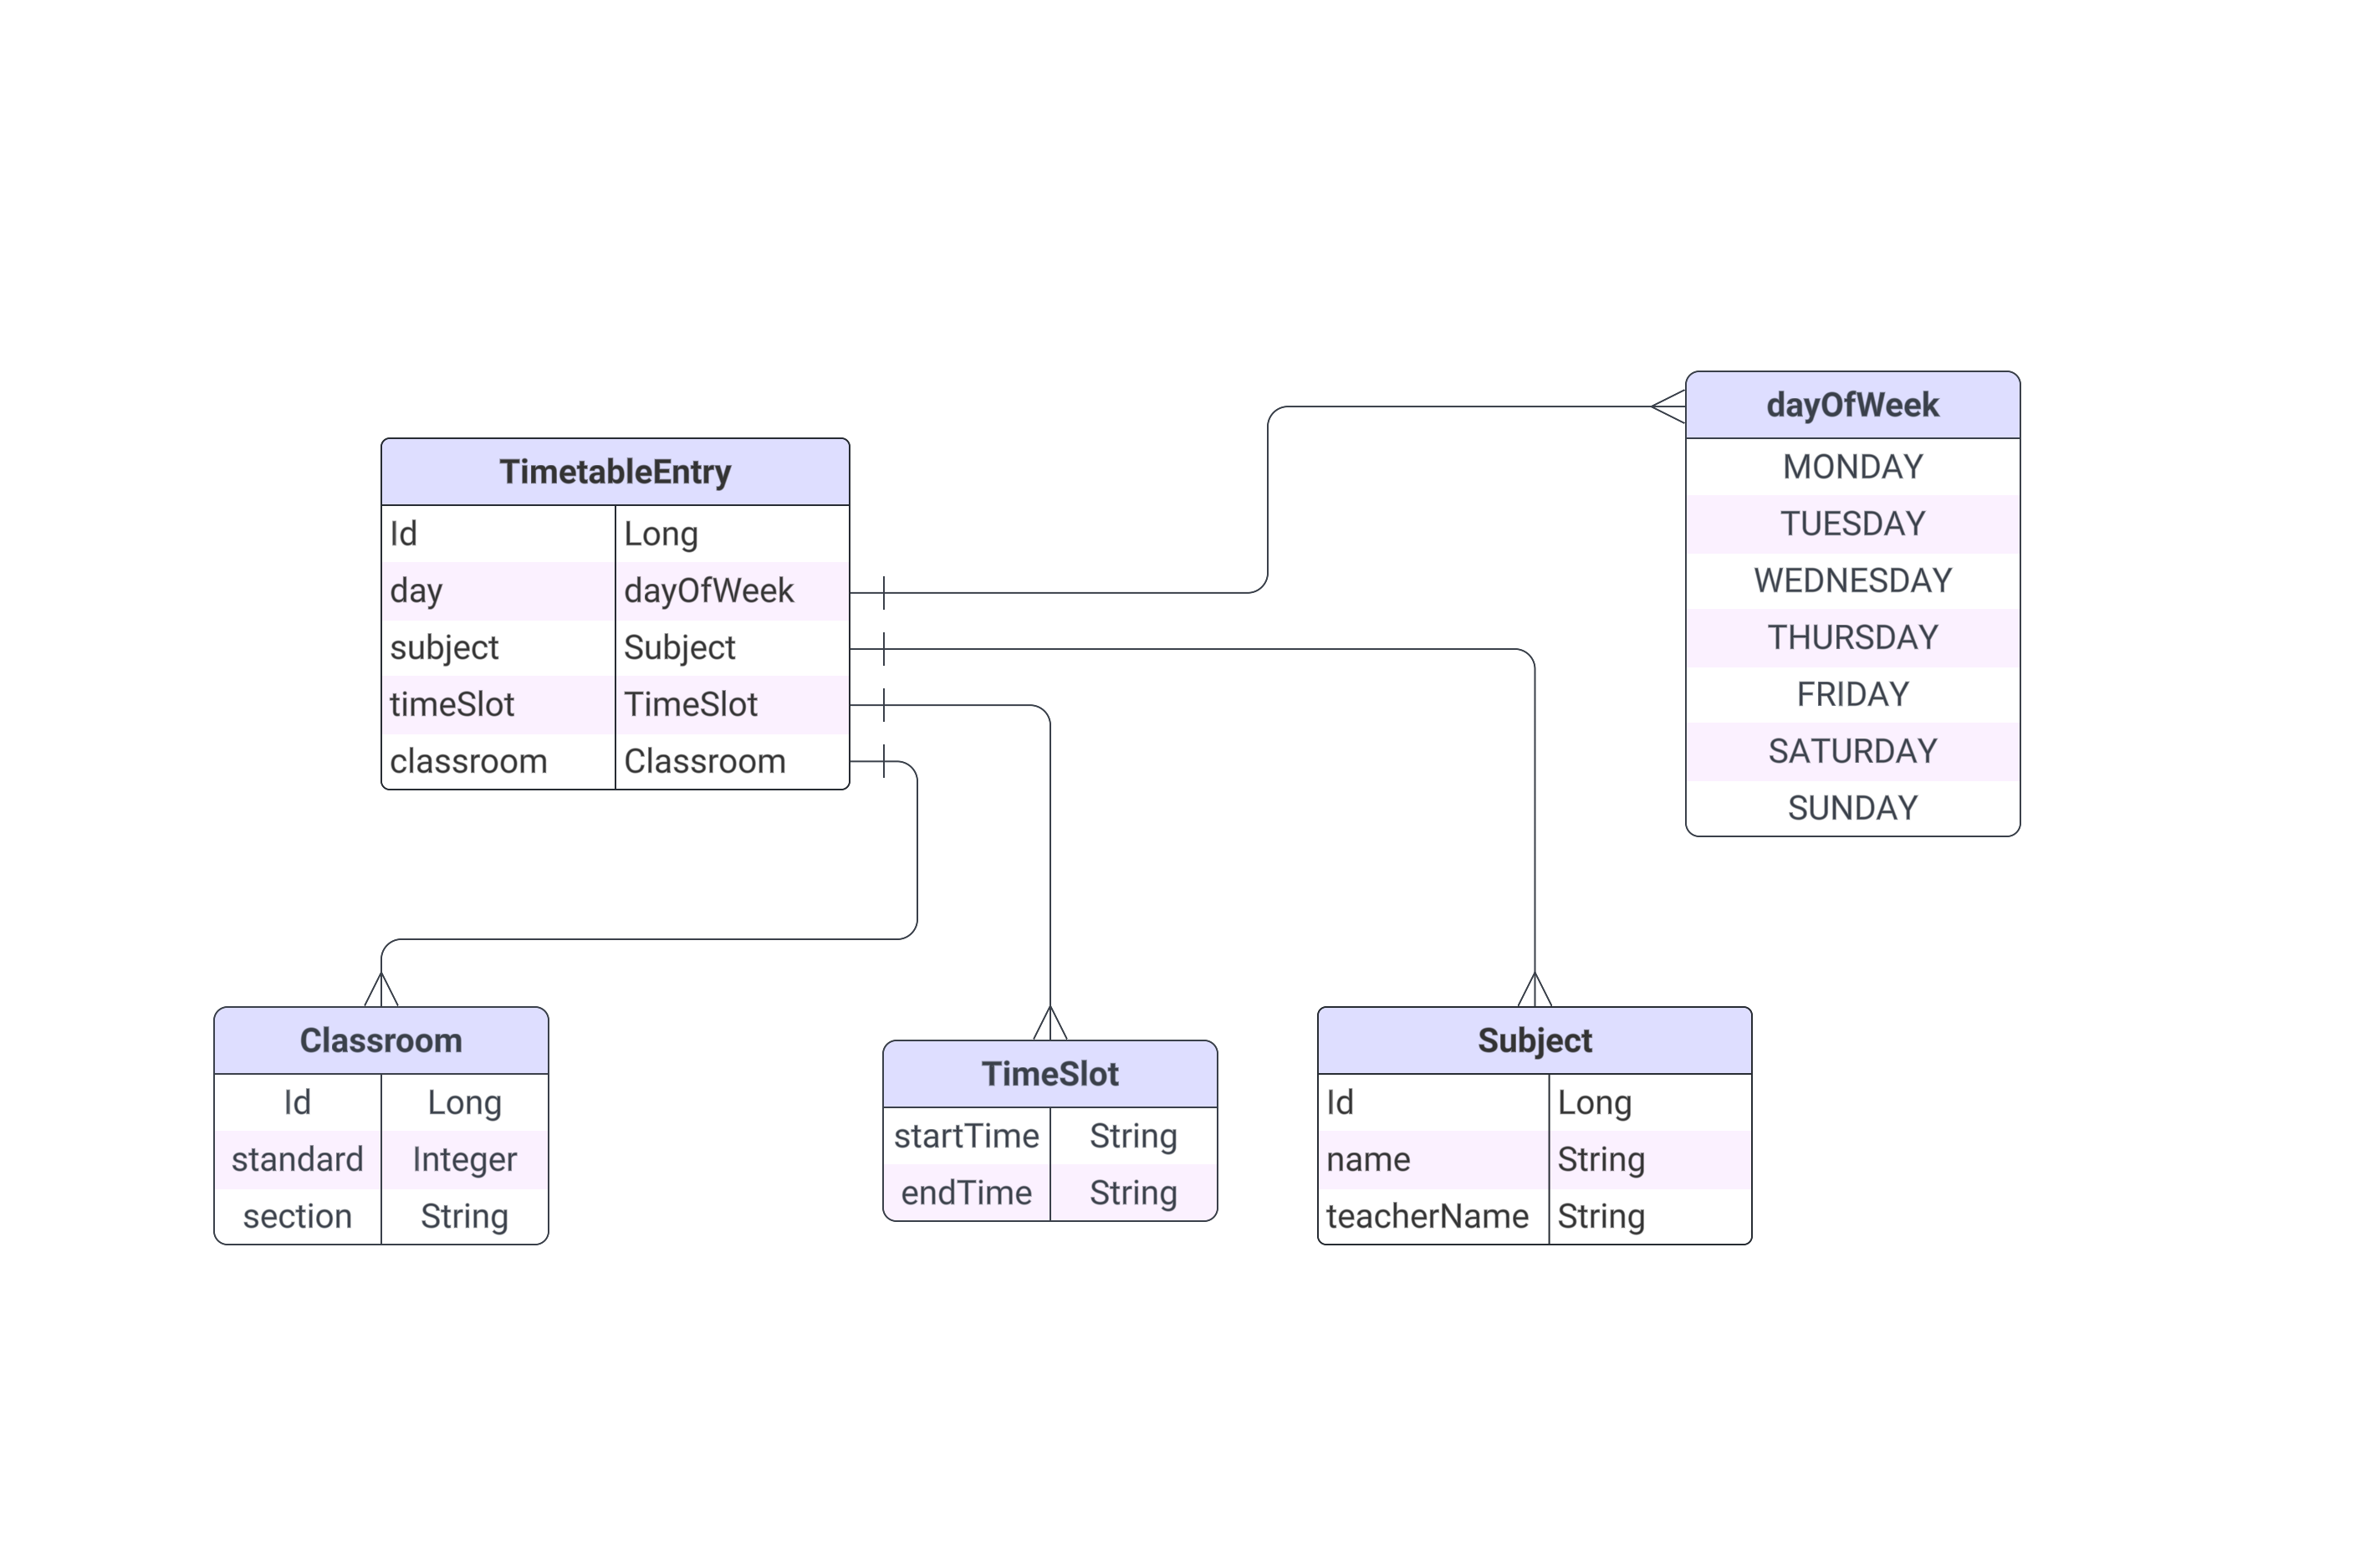 TimetableEntry
Id Long
day dayOfWeek
subject Subject
timeSlot TimeSlot
classroom Classroom
dayOfWeek
MONDAY
TUESDAY
WEDNESDAY
THURSDAY
FRIDAY
SATURDAY
SUNDAY
Classroom
Id Long
standard Integer
section String
TimeSlot
startTime String
endTime String
Subject
Id Long
name String
teacherName String